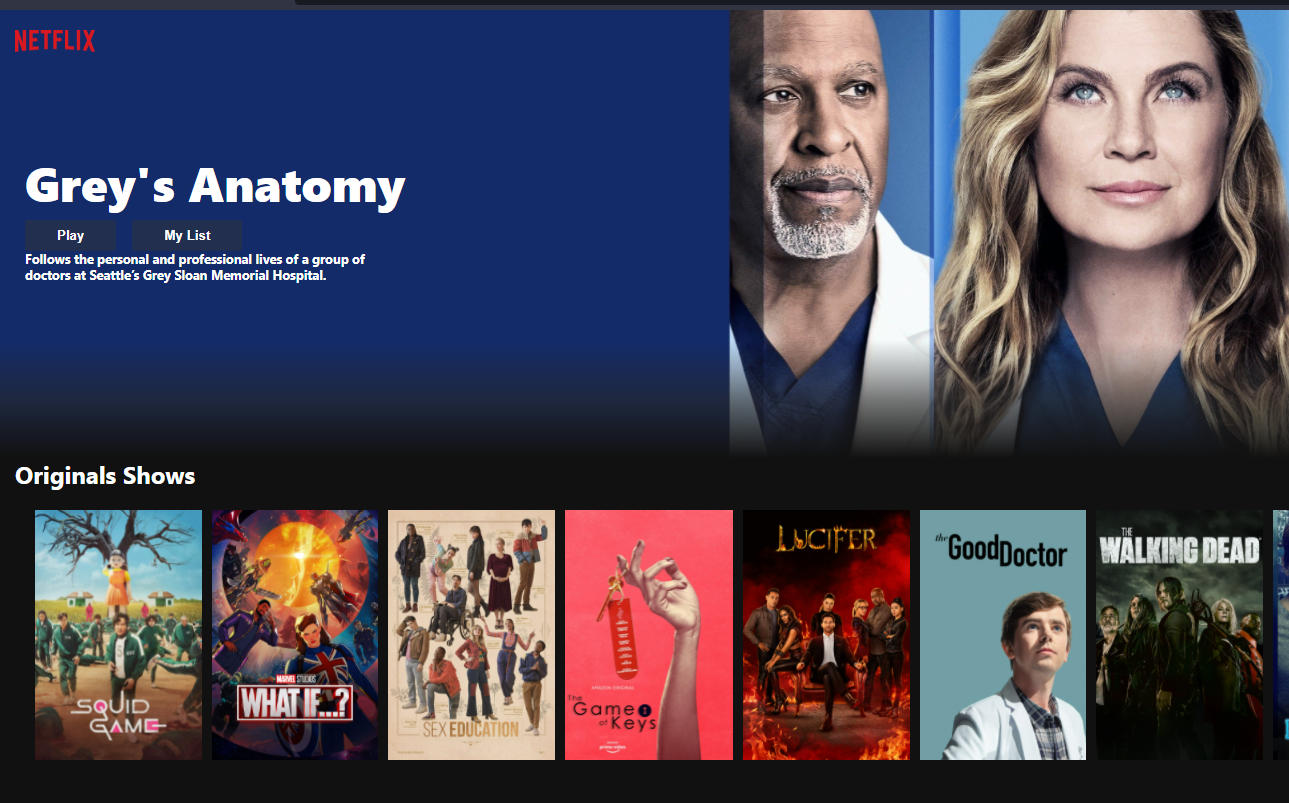 NETFLIX
Grey's Anatomy
Play
My List
Follows the personal and professional lives of a group of
doctors at Seattle’s Grey Sloan Memorial Hospital.
Originals Shows
SQUID
GAME
MARVEL STUDIOS
WHAT IF...?
SEX EDUCATION
AMAZON ORIGINAL
The
Game
of Keys
prime video
LUCIFER
the Good Doctor
THE
WALKING DEAD